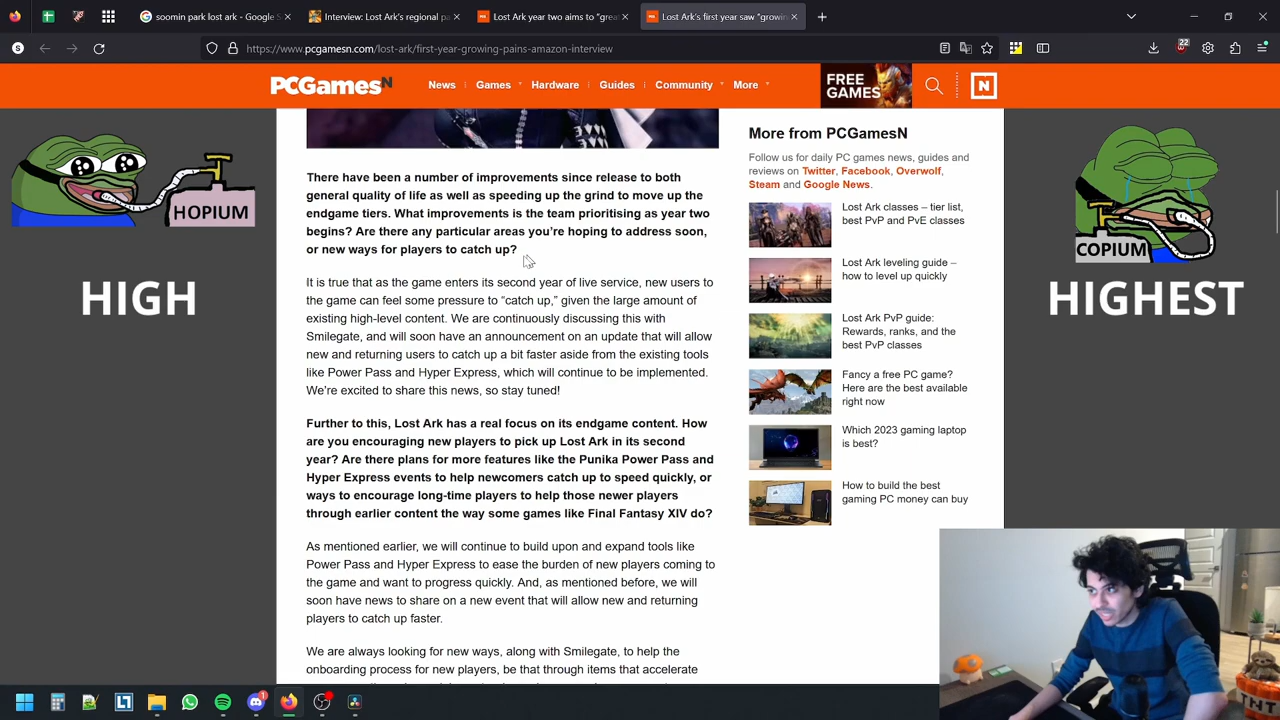 soomin park lost ark - Google S
Interview: Lost Ark's regional pa
Lost Ark year two aims to "great
Lost Ark's first year saw "growin
https://www.pcgamesn.com/lost-ark/first-year-growing-pains-amazon-interview
22
PCGamesN
News
Games
Hardware
Guides
Community
More
FREE
GAMES
N
HOPIUM
HIGH
COPIUM
HIGHEST
There have been a number of improvements since release to both
general quality of life as well as speeding up the grind to move up the
endgame tiers. What improvements is the team prioritising as year two
begins? Are there any particular areas you're hoping to address soon,
or new ways for players to catch up?
It is true that as the game enters its second year of live service, new users to
the game can feel some pressure to "catch up," given the large amount of
existing high-level content. We are continuously discussing this with
Smilegate, and will soon have an announcement on an update that will allow
new and returning users to catch up a bit faster aside from the existing tools
like Power Pass and Hyper Express, which will continue to be implemented.
We're excited to share this news, so stay tuned!
Further to this, Lost Ark has a real focus on its endgame content. How
are you encouraging new players to pick up Lost Ark in its second
year? Are there plans for more features like the Punika Power Pass and
Hyper Express events to help newcomers catch up to speed quickly, or
ways to encourage long-time players to help those newer players
through earlier content the way some games like Final Fantasy XIV do?
As mentioned earlier, we will continue to build upon and expand tools like
Power Pass and Hyper Express to ease the burden of new players coming to
the game and want to progress quickly. And, as mentioned before, we will
soon have news to share on a new event that will allow new and returning
players to catch up faster.
We are always looking for new ways, along with Smilegate, to help the
onboarding process for new players, be that through items that accelerate
More from PCGamesN
Follow us for daily PC games news, guides and
reviews on Twitter, Facebook, Overwolf,
Steam and Google News.
Lost Ark classes – tier list,
best PvP and PvE classes
Lost Ark leveling guide –
how to level up quickly
Lost Ark PvP guide:
Rewards, ranks, and the
best PvP classes
Fancy a free PC game?
Here are the best available
right now
Which 2023 gaming laptop
is best?
How to build the best
gaming PC money can buy
TNT
1